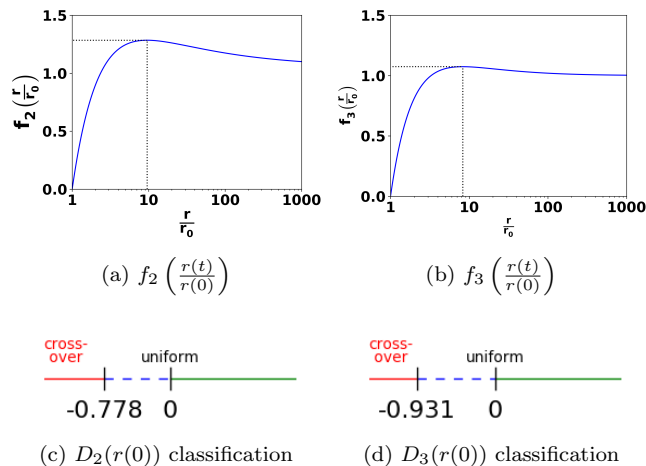 1.5
1.0
0.5
0.0
f₂(r/r₀)
1 10 100 1000
r/r₀
1.5
1.0
0.5
0.0
f₃(r/r₀)
1 10 100 1000
r/r₀
(a) f₂(r(t)/r(0))
(b) f₃(r(t)/r(0))
cross-
over
uniform
-0.778 0
cross-
over
uniform
-0.931 0
(c) D₂(r(0)) classification
(d) D₃(r(0)) classification